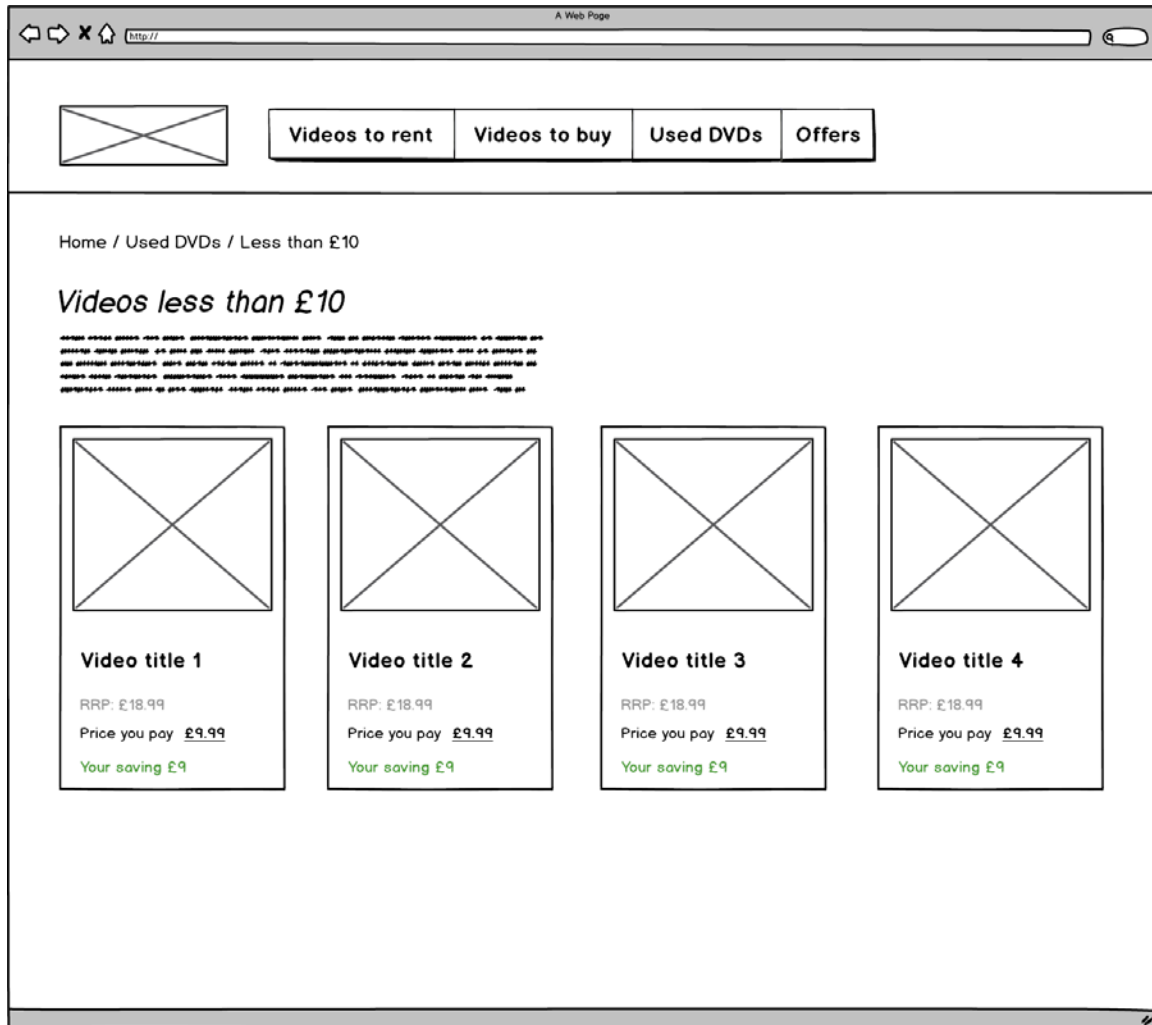 A Web Page
http://
Videos to rent Videos to buy Used DVDs Offers
Home / Used DVDs / Less than £10
Videos less than £10
Video title 1
RRP: £18.99
Price you pay £9.99
Your saving £9
Video title 2
RRP: £18.99
Price you pay £9.99
Your saving £9
Video title 3
RRP: £18.99
Price you pay £9.99
Your saving £9
Video title 4
RRP: £18.99
Price you pay £9.99
Your saving £9